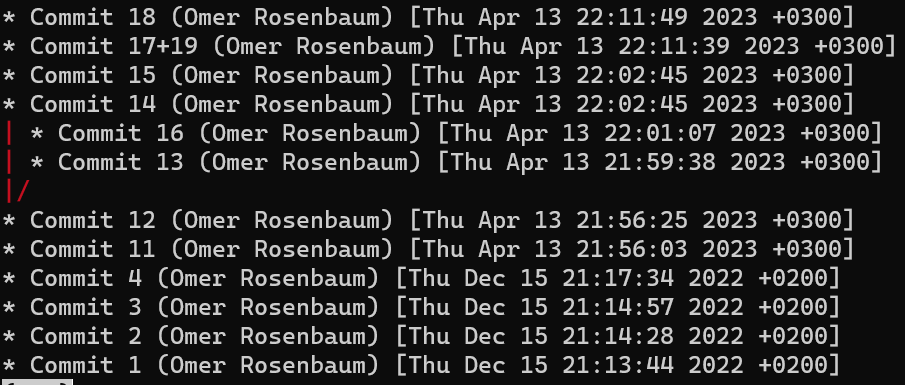 * Commit 18 (Omer Rosenbaum) [Thu Apr 13 22:11:49 2023 +0300]
* Commit 17+19 (Omer Rosenbaum) [Thu Apr 13 22:11:39 2023 +0300]
* Commit 15 (Omer Rosenbaum) [Thu Apr 13 22:02:45 2023 +0300]
* Commit 14 (Omer Rosenbaum) [Thu Apr 13 22:02:45 2023 +0300]
| * Commit 16 (Omer Rosenbaum) [Thu Apr 13 22:01:07 2023 +0300]
| * Commit 13 (Omer Rosenbaum) [Thu Apr 13 21:59:38 2023 +0300]
|/
* Commit 12 (Omer Rosenbaum) [Thu Apr 13 21:56:25 2023 +0300]
* Commit 11 (Omer Rosenbaum) [Thu Apr 13 21:56:03 2023 +0300]
* Commit 4 (Omer Rosenbaum) [Thu Dec 15 21:17:34 2022 +0200]
* Commit 3 (Omer Rosenbaum) [Thu Dec 15 21:14:57 2022 +0200]
* Commit 2 (Omer Rosenbaum) [Thu Dec 15 21:14:28 2022 +0200]
* Commit 1 (Omer Rosenbaum) [Thu Dec 15 21:13:44 2022 +0200]